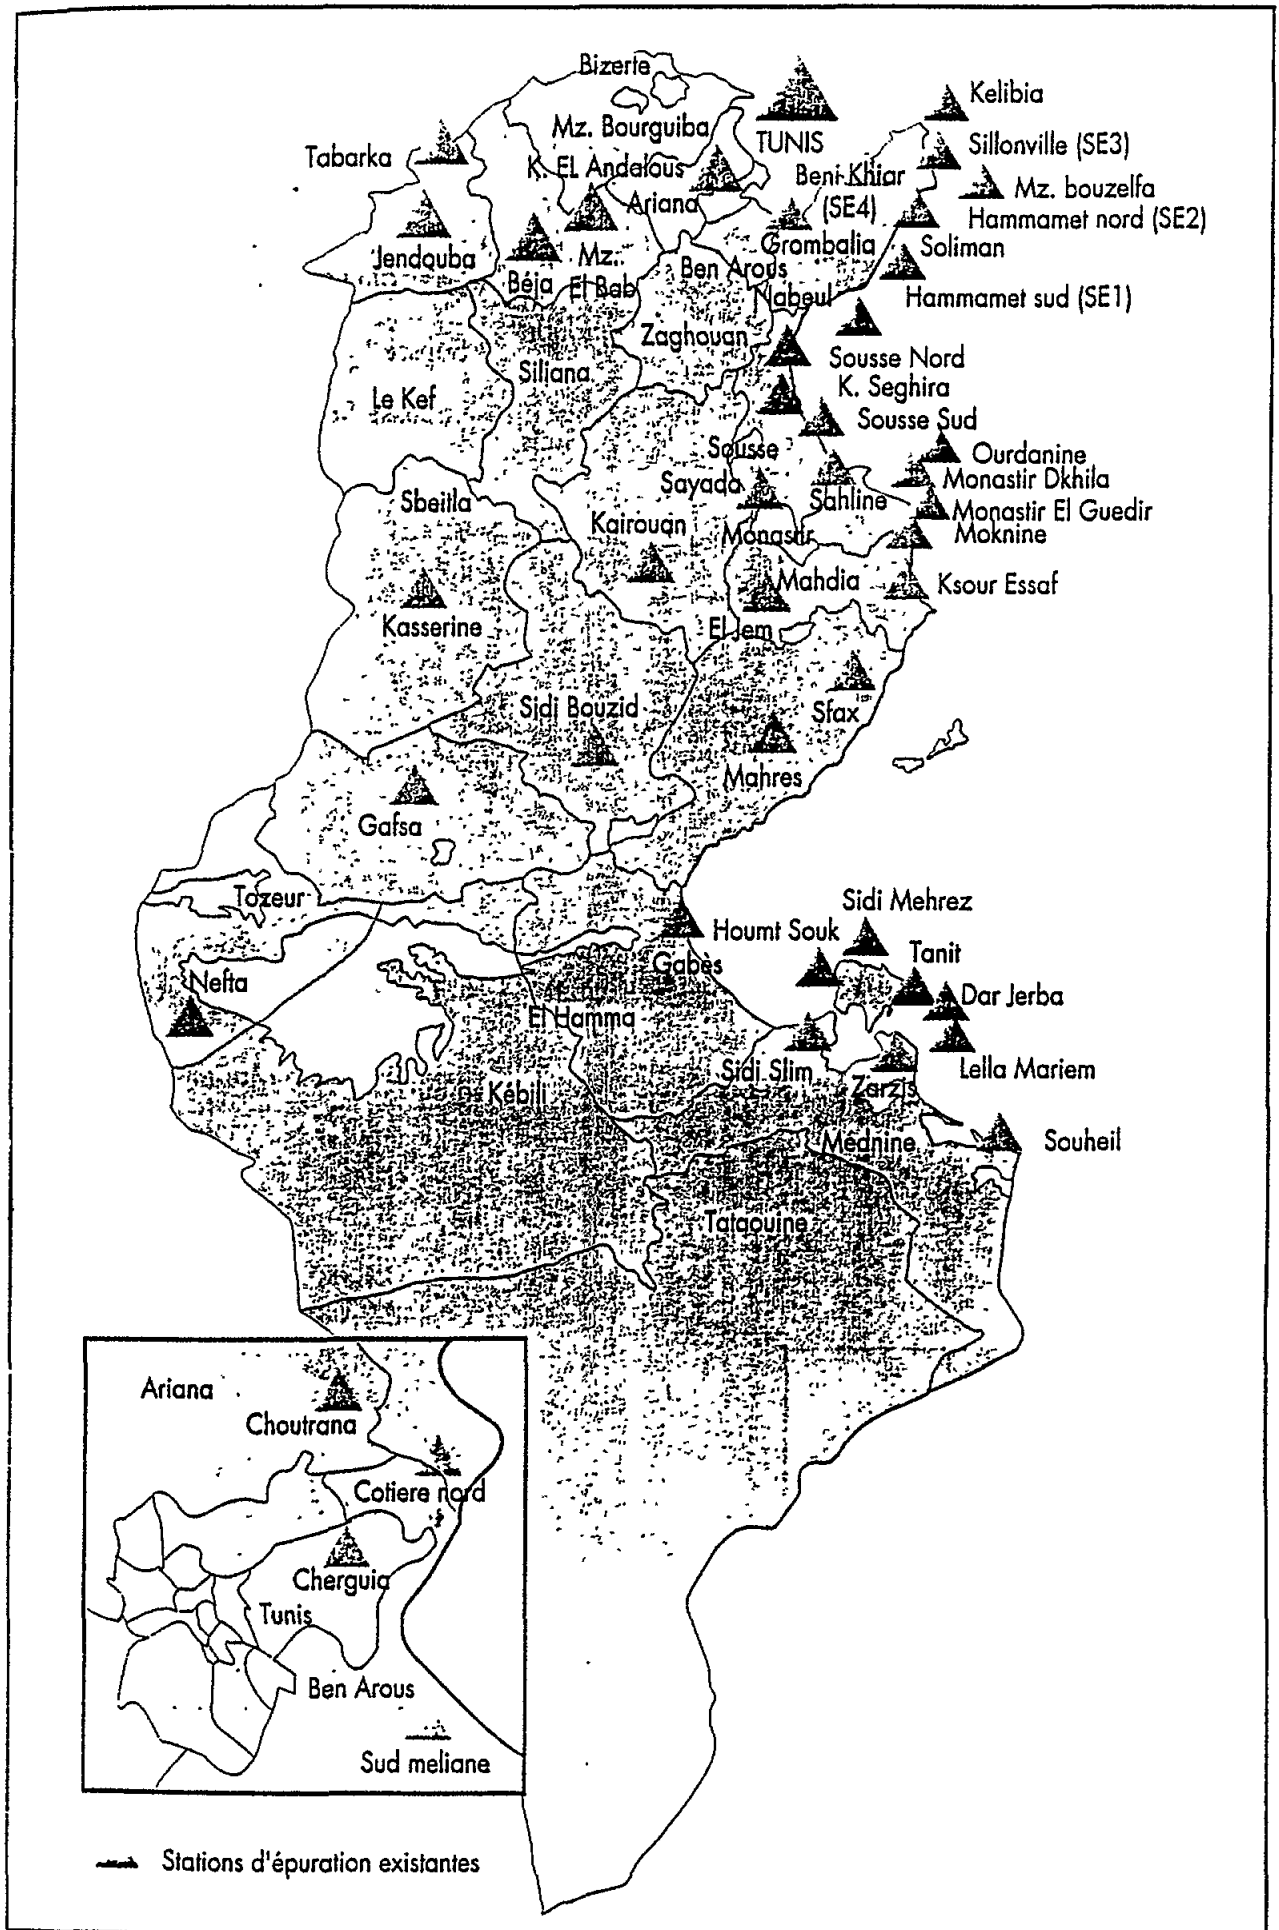 Bizerte
Kelibia
Mz. Bourguiba
TUNIS
Sillonville (SE3)
Tabarka
K. EL Andalous
Beni Khiar
(SE4)
Mz. bouzelfa
Ariana
Hammamet nord (SE2)
Grombalia
Soliman
Jendouba
Béja
Mz.
El Bab
Ben Arous
Nabeul
Hammamet sud (SE1)
Zaghouan
Sousse Nord
Siliana
K. Seghira
Le Kef
Sousse Sud
Sousse
Ourdanine
Monastir Dkhila
Sayada
Sahline
Sbeitla
Monastir El Guedir
Kairouan
Monastir
Moknine
Mahdia
Ksour Essaf
Kasserine
El Jem
Sidi Bouzid
Sfax
Mahres
Gafsa
Tozeur
Sidi Mehrez
Houmt Souk
Tanit
Gabès
Nefta
Dar Jerba
El Hamma
Sidi Slim
Lella Mariem
Kébili
Zarzis
Mednine
Souheil
Tataouine
Ariana
Choutrana
Cotiere nord
Cherguia
Tunis
Ben Arous
Sud meliane
Stations d'épuration existantes